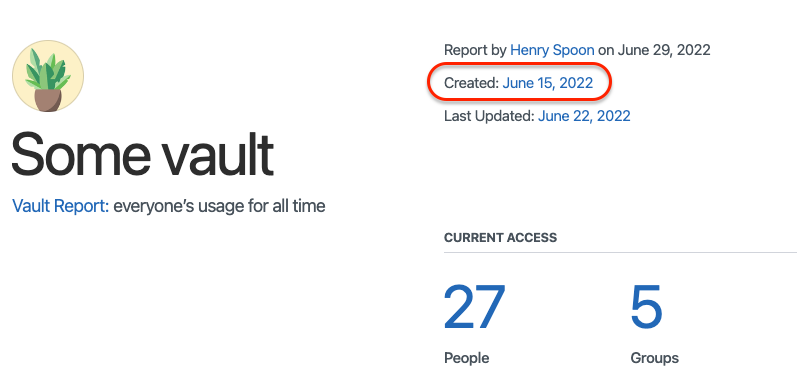 Some vault
Vault Report: everyone's usage for all time
Report by Henry Spoon on June 29, 2022
Created: June 15, 2022
Last Updated: June 22, 2022
CURRENT ACCESS
27
People
5
Groups